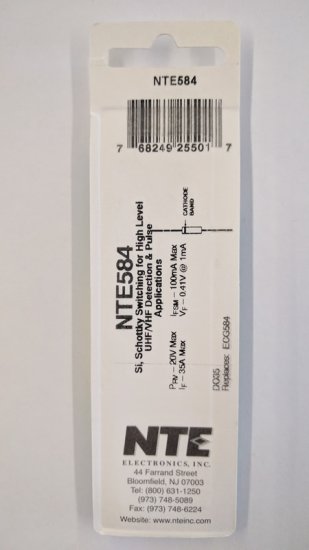 NTE584
7 68249 25501 7
NTE584
Si, Schottky Switching for High Level
UHF/VHF Detection & Pulse
Applications
CATHODE
BAND
PRV – 20V Max
IFSM – 100mA Max
IF – 35A Max
VF – 0.41V @ 1mA
DO35
Replaces: ECG584
NTE
ELECTRONICS, INC.
44 Farrand Street
Bloomfield, NJ 07003
Tel: (800) 631-1250
(973) 748-5089
Fax: (973) 748-6224
Website: www.nteinc.com